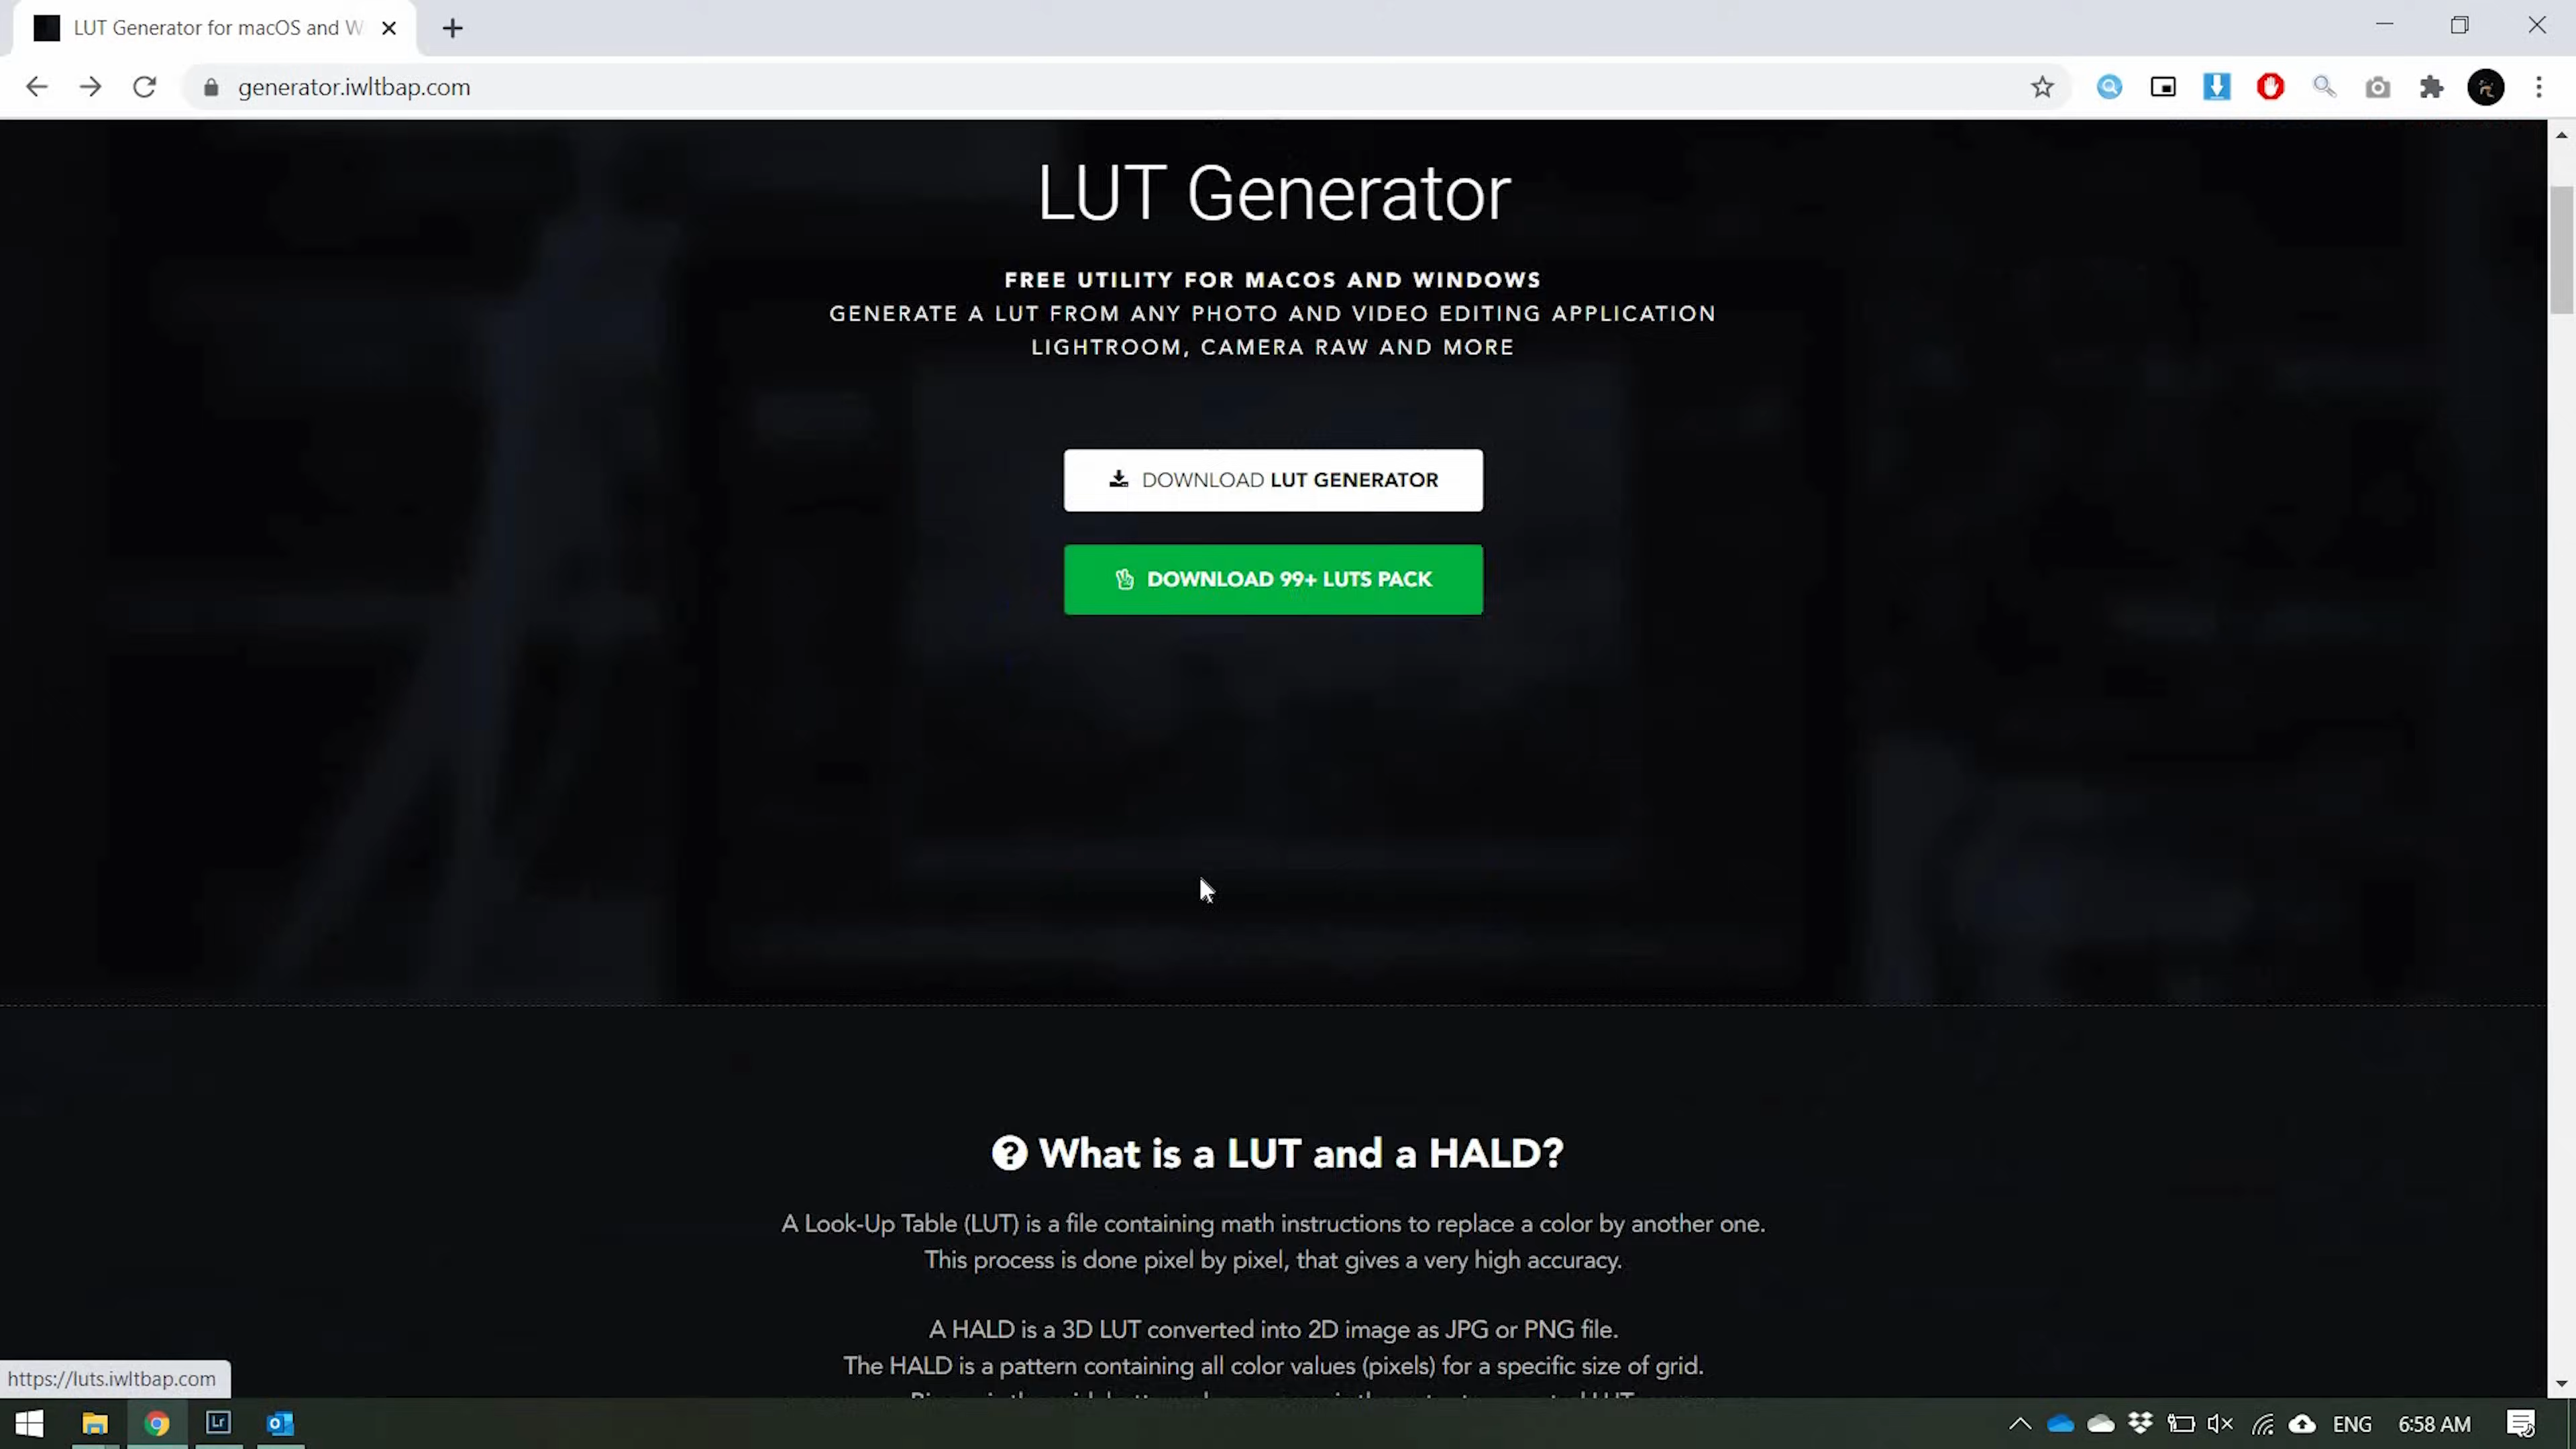 LUT Generator for macOS and W
generator.iwltbap.com
LUT Generator
FREE UTILITY FOR MACOS AND WINDOWS
GENERATE A LUT FROM ANY PHOTO AND VIDEO EDITING APPLICATION
LIGHTROOM, CAMERA RAW AND MORE
DOWNLOAD LUT GENERATOR
DOWNLOAD 99+ LUTS PACK
What is a LUT and a HALD?
A Look-Up Table (LUT) is a file containing math instructions to replace a color by another one.
This process is done pixel by pixel, that gives a very high accuracy.
A HALD is a 3D LUT converted into 2D image as JPG or PNG file.
The HALD is a pattern containing all color values (pixels) for a specific size of grid.
https://luts.iwltbap.com
Lr
ENG
6:58 AM